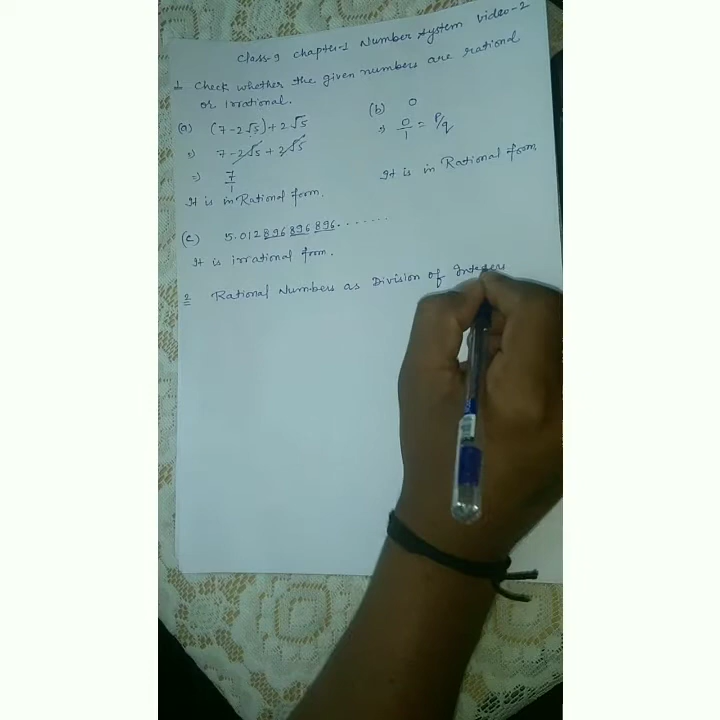 Class-9 chapter-1 Number System video-2
1 Check whether the given numbers are rational
or Irrational.
(a) (7-2√5)+2√5
⇒ 7-2√5+2√5
⇒ 7/1
It is in Rational form.
(b) 0
⇒ 0/1 = P/q
It is in Rational form
(c) 5.012896896896.......
It is irrational form.
2 Rational Numbers as Division of Integers